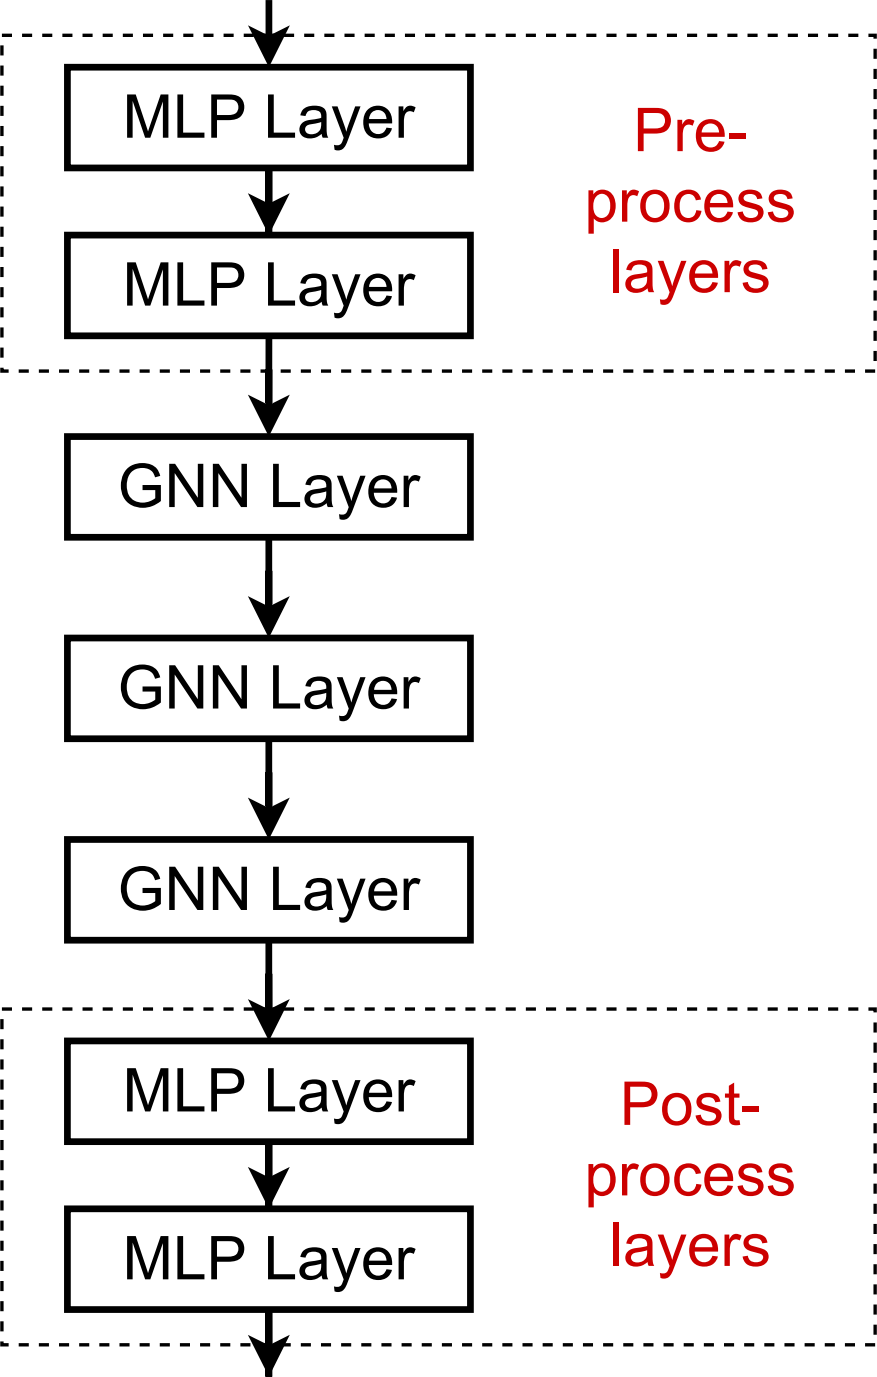 MLP Layer
Pre-
process
layers
MLP Layer
GNN Layer
GNN Layer
GNN Layer
MLP Layer
Post-
process
layers
MLP Layer